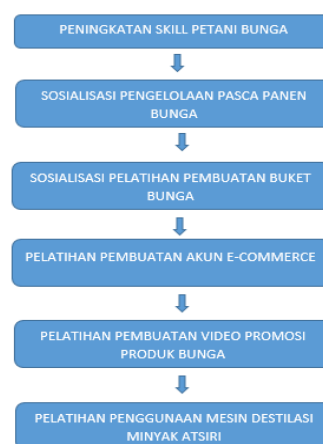 PENINGKATAN SKILL PETANI BUNGA
SOSIALISASI PENGELOLAAN PASCA PANEN
BUNGA
SOSIALISASI PELATIHAN PEMBUATAN BUKET
BUNGA
PELATIHAN PEMBUATAN AKUN E-COMMERCE
PELATIHAN PEMBUATAN VIDEO PROMOSI
PRODUK BUNGA
PELATIHAN PENGGUNAAN MESIN DESTILASI
MINYAK ATSIRI